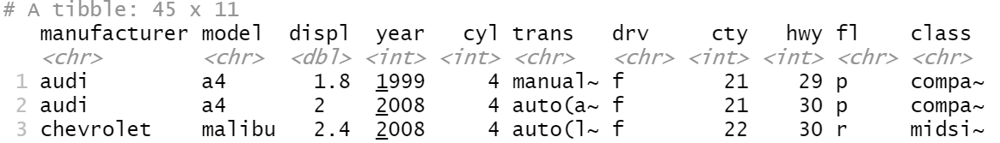 # A tibble: 45 x 11
manufacturer model displ year cyl trans drv cty hwy fl class
<chr> <chr> <dbl> <int> <int> <chr> <chr> <int> <int> <chr> <chr>
1 audi a4 1.8 1999 4 manual~ f 21 29 p compa~
2 audi a4 2 2008 4 auto(a~ f 21 30 p compa~
3 chevrolet malibu 2.4 2008 4 auto(l~ f 22 30 r midsi~